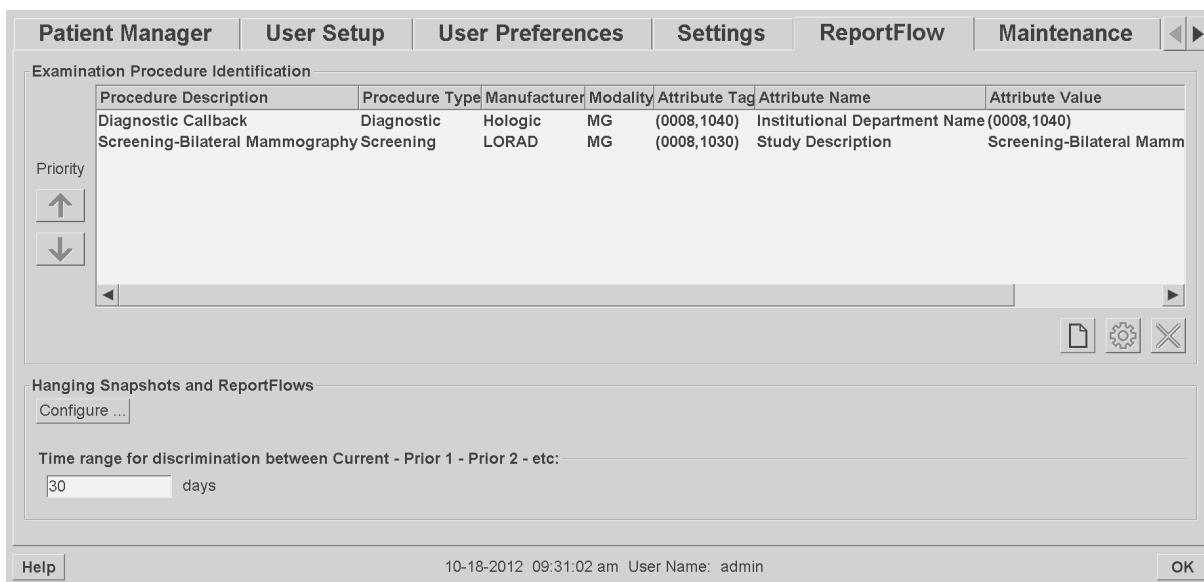 Patient Manager User Setup User Preferences Settings ReportFlow Maintenance
Examination Procedure Identification
Procedure Description Procedure Type Manufacturer Modality Attribute Tag Attribute Name Attribute Value
Diagnostic Callback Diagnostic Hologic MG (0008,1040) Institutional Department Name (0008,1040)
Screening-Bilateral Mammography Screening LORAD MG (0008,1030) Study Description Screening-Bilateral Mamm
Priority
Hanging Snapshots and ReportFlows
Configure ...
Time range for discrimination between Current - Prior 1 - Prior 2 - etc:
30 days
Help 10-18-2012 09:31:02 am User Name: admin OK